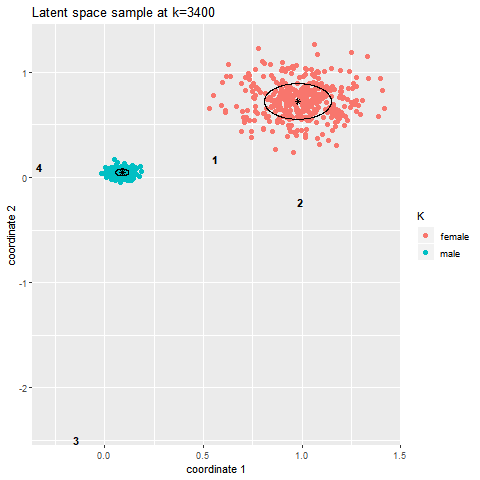 Latent space sample at k=3400
coordinate 2
1
0
-1
-2
4
1
2
3
0.0
0.5
1.0
1.5
coordinate 1
K
female
male